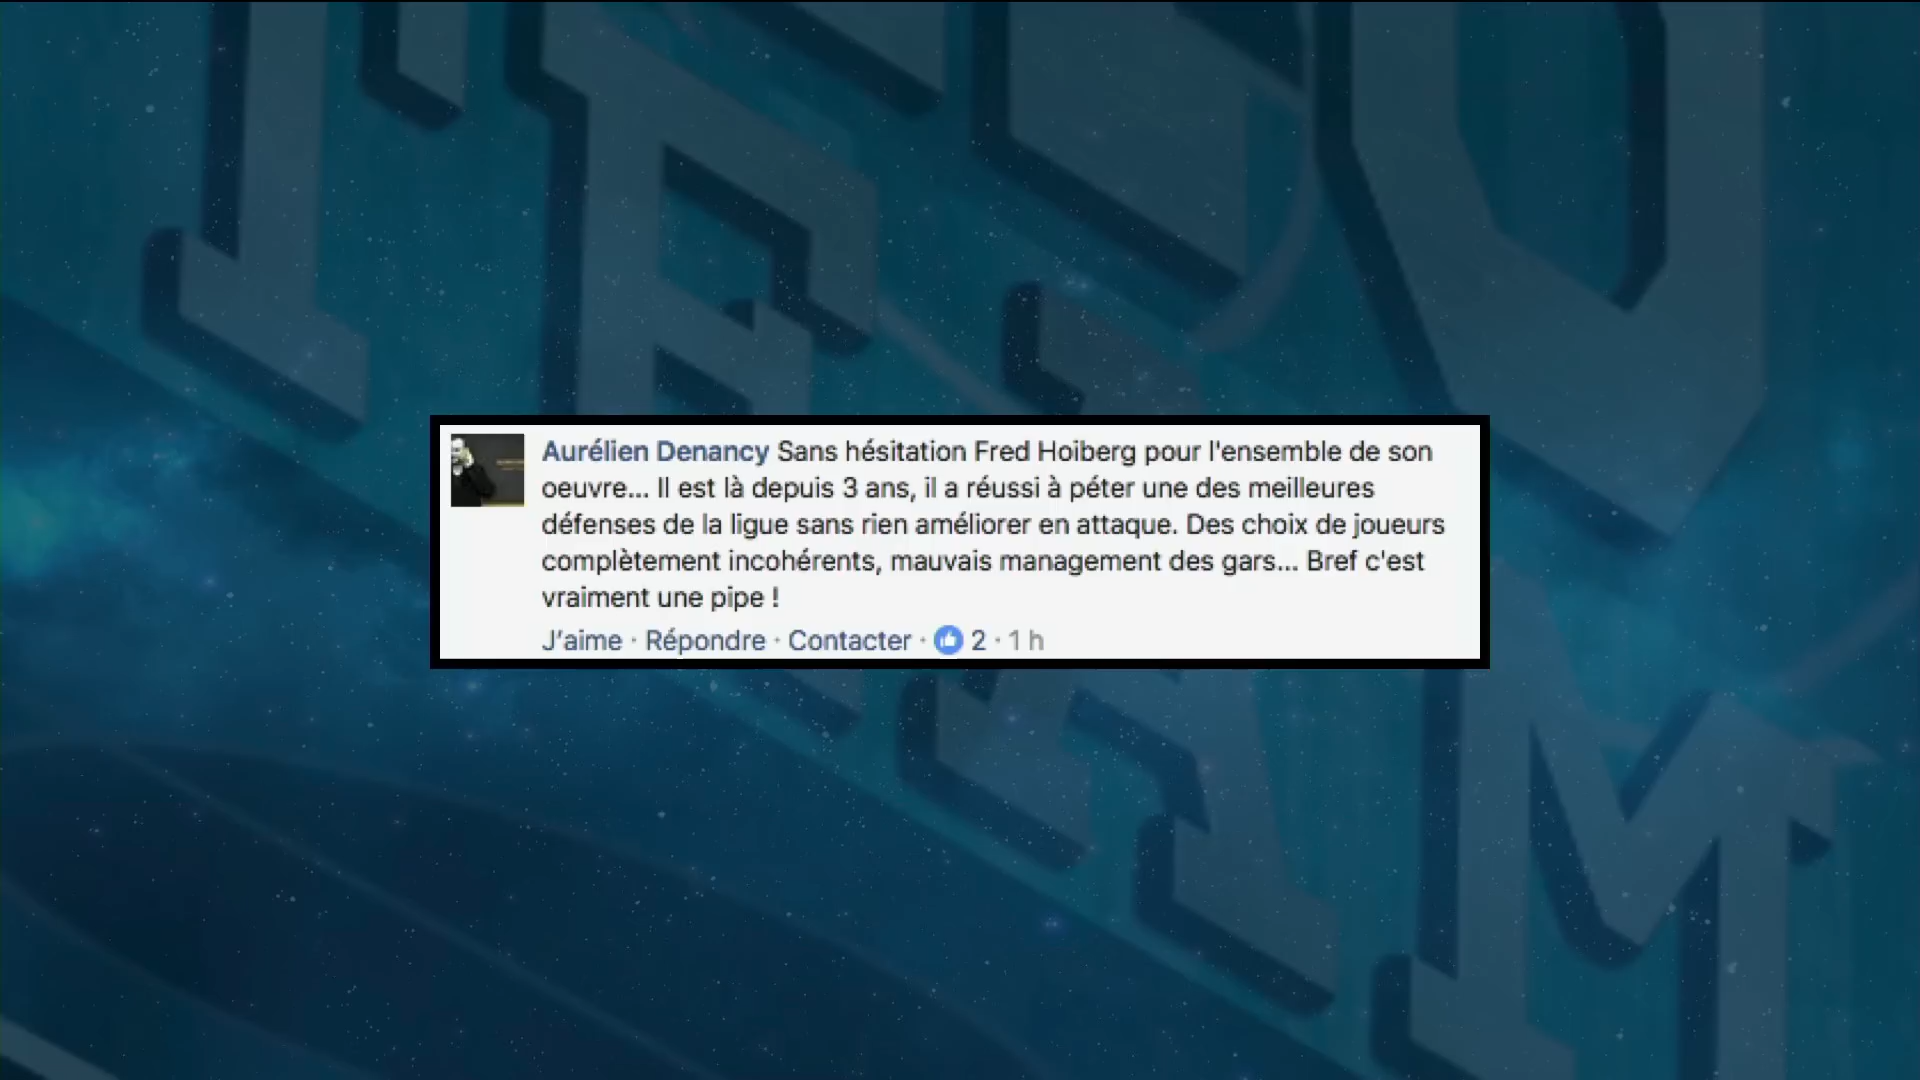 Aurélien Denancy Sans hésitation Fred Hoiberg pour l'ensemble de son
oeuvre... Il est là depuis 3 ans, il a réussi à péter une des meilleures
défenses de la ligue sans rien améliorer en attaque. Des choix de joueurs
complètement incohérents, mauvais management des gars... Bref c'est
vraiment une pipe !
J'aime · Répondre · Contacter · 2 · 1 h